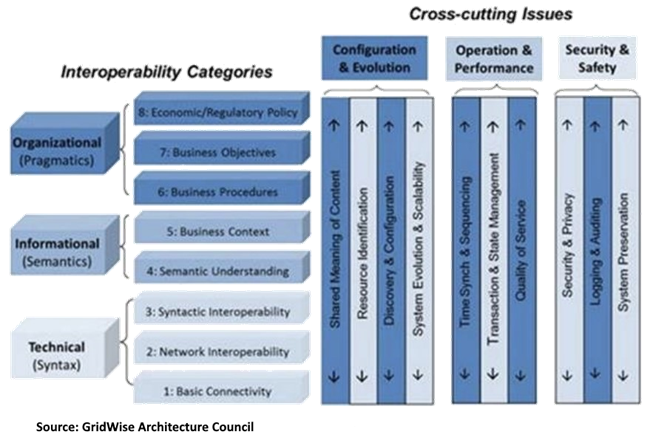 Cross-cutting Issues
Interoperability Categories
Configuration
& Evolution
Operation &
Performance
Security &
Safety
Organizational
(Pragmatics)
8: Economic/Regulatory Policy
7: Business Objectives
6: Business Procedures
Informational
(Semantics)
5: Business Context
4: Semantic Understanding
Technical
(Syntax)
3: Syntactic Interoperability
2: Network Interoperability
1: Basic Connectivity
Shared Meaning of Content
Resource Identification
Discovery & Configuration
System Evolution & Scalability
Time Synch & Sequencing
Transaction & State Management
Quality of Service
Security & Privacy
Logging & Auditing
System Preservation
Source: GridWise Architecture Council